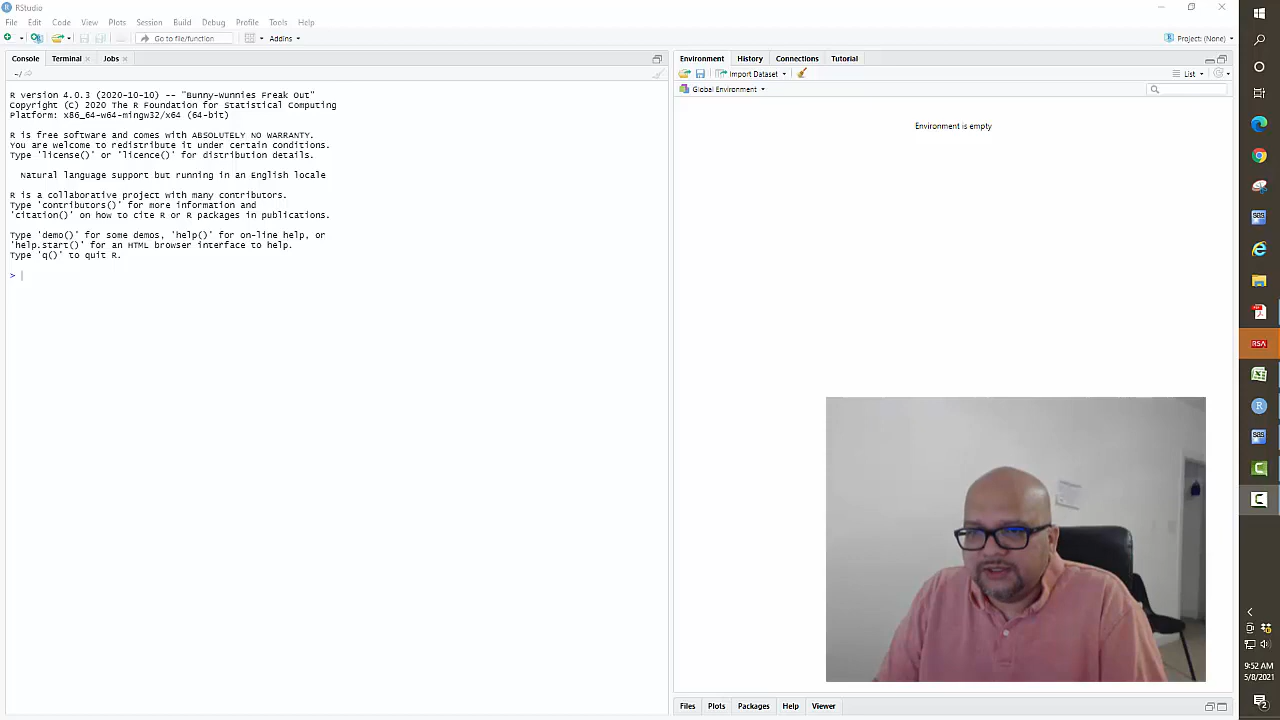 RStudio
File Edit Code View Plots Session Build Debug Profile Tools Help
Go to file/function Addins Project: (None)
Console Terminal Jobs
~/
R version 4.0.3 (2020-10-10) -- "Bunny-Wunnies Freak Out"
Copyright (C) 2020 The R Foundation for Statistical Computing
Platform: x86_64-w64-mingw32/x64 (64-bit)
R is free software and comes with ABSOLUTELY NO WARRANTY.
You are welcome to redistribute it under certain conditions.
Type 'license()' or 'licence()' for distribution details.
Natural language support but running in an English locale
R is a collaborative project with many contributors.
Type 'contributors()' for more information and
'citation()' on how to cite R or R packages in publications.
Type 'demo()' for some demos, 'help()' for on-line help, or
'help.start()' for an HTML browser interface to help.
Type 'q()' to quit R.
>
Environment History Connections Tutorial
Import Dataset List
Global Environment
Environment is empty
Files Plots Packages Help Viewer
RSA
9:52 AM
5/8/2021
2